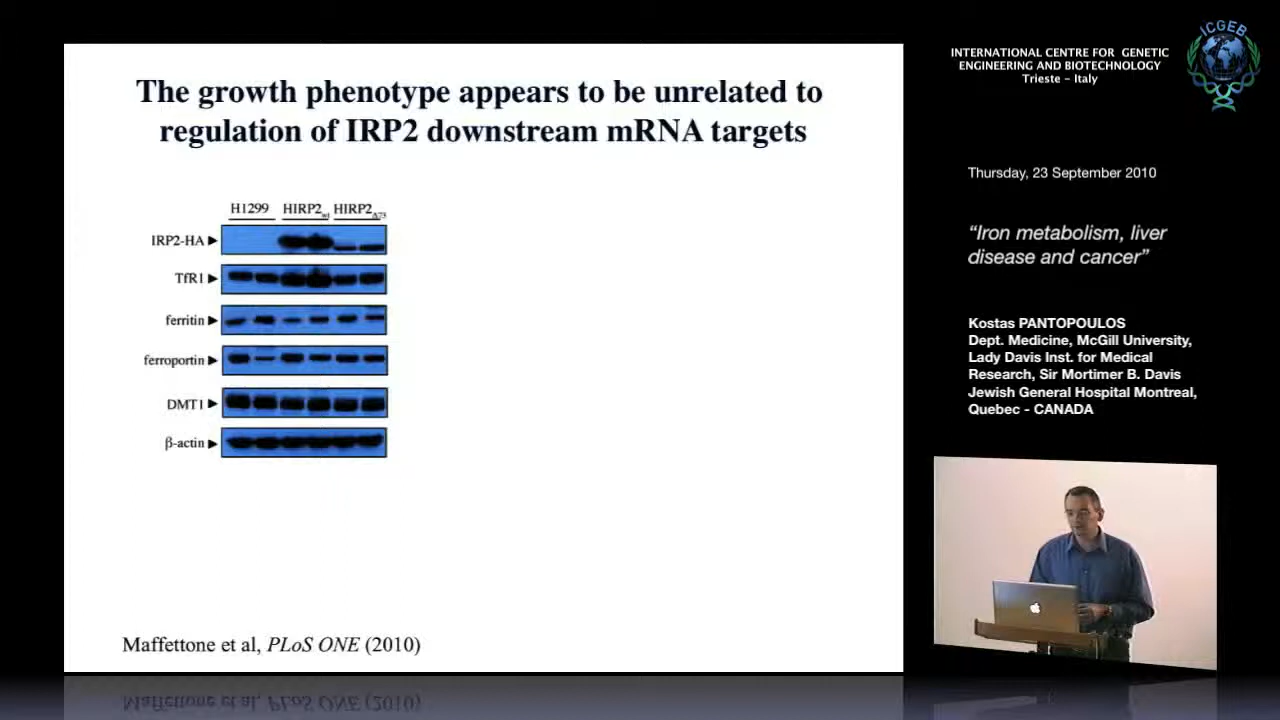 The growth phenotype appears to be unrelated to
regulation of IRP2 downstream mRNA targets
H1299 HIRP2wt HIRP2Δ73
IRP2-HA
TfR1
ferritin
ferroportin
DMT1
β-actin
Maffettone et al, PLoS ONE (2010)
INTERNATIONAL CENTRE FOR GENETIC
ENGINEERING AND BIOTECHNOLOGY
Trieste - Italy
ICGEB
Thursday, 23 September 2010
“Iron metabolism, liver
disease and cancer”
Kostas PANTOPOULOS
Dept. Medicine, McGill University,
Lady Davis Inst. for Medical
Research, Sir Mortimer B. Davis
Jewish General Hospital Montreal,
Quebec - CANADA